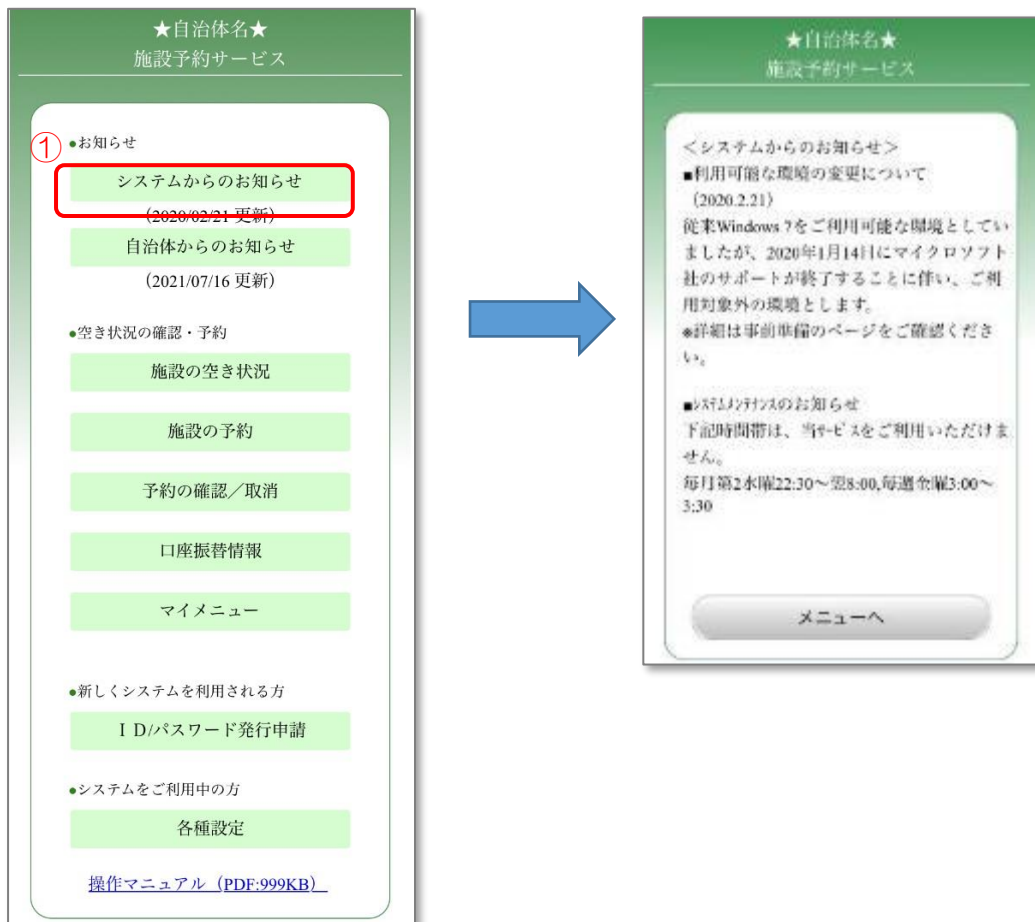 ★自治体名★
施設予約サービス
①
●お知らせ
システムからのお知らせ
（2020/02/21 更新）
自治体からのお知らせ
（2021/07/16 更新）
●空き状況の確認・予約
施設の空き状況
施設の予約
予約の確認／取消
口座振替情報
マイメニュー
●新しくシステムを利用される方
ＩD/パスワード発行申請
●システムをご利用中の方
各種設定
操作マニュアル（PDF:999KB）
★自治体名★
施設予約サービス
＜システムからのお知らせ＞
■利用可能な環境の変更について
（2020.2.21）
従来Windows 7をご利用可能な環境としてい
ましたが、2020年1月14日にマイクロソフト
社のサポートが終了することに伴い、ご利
用対象外の環境とします。
※詳細は事前準備のページをご確認くださ
い。
■ｼｽﾃﾑﾒﾝﾃﾅﾝｽのお知らせ
下記時間帯は、当ｻｰﾋﾞｽをご利用いただけま
せん。
毎月第2水曜22:30～翌8:00,毎週金曜3:00～
3:30
メニューへ